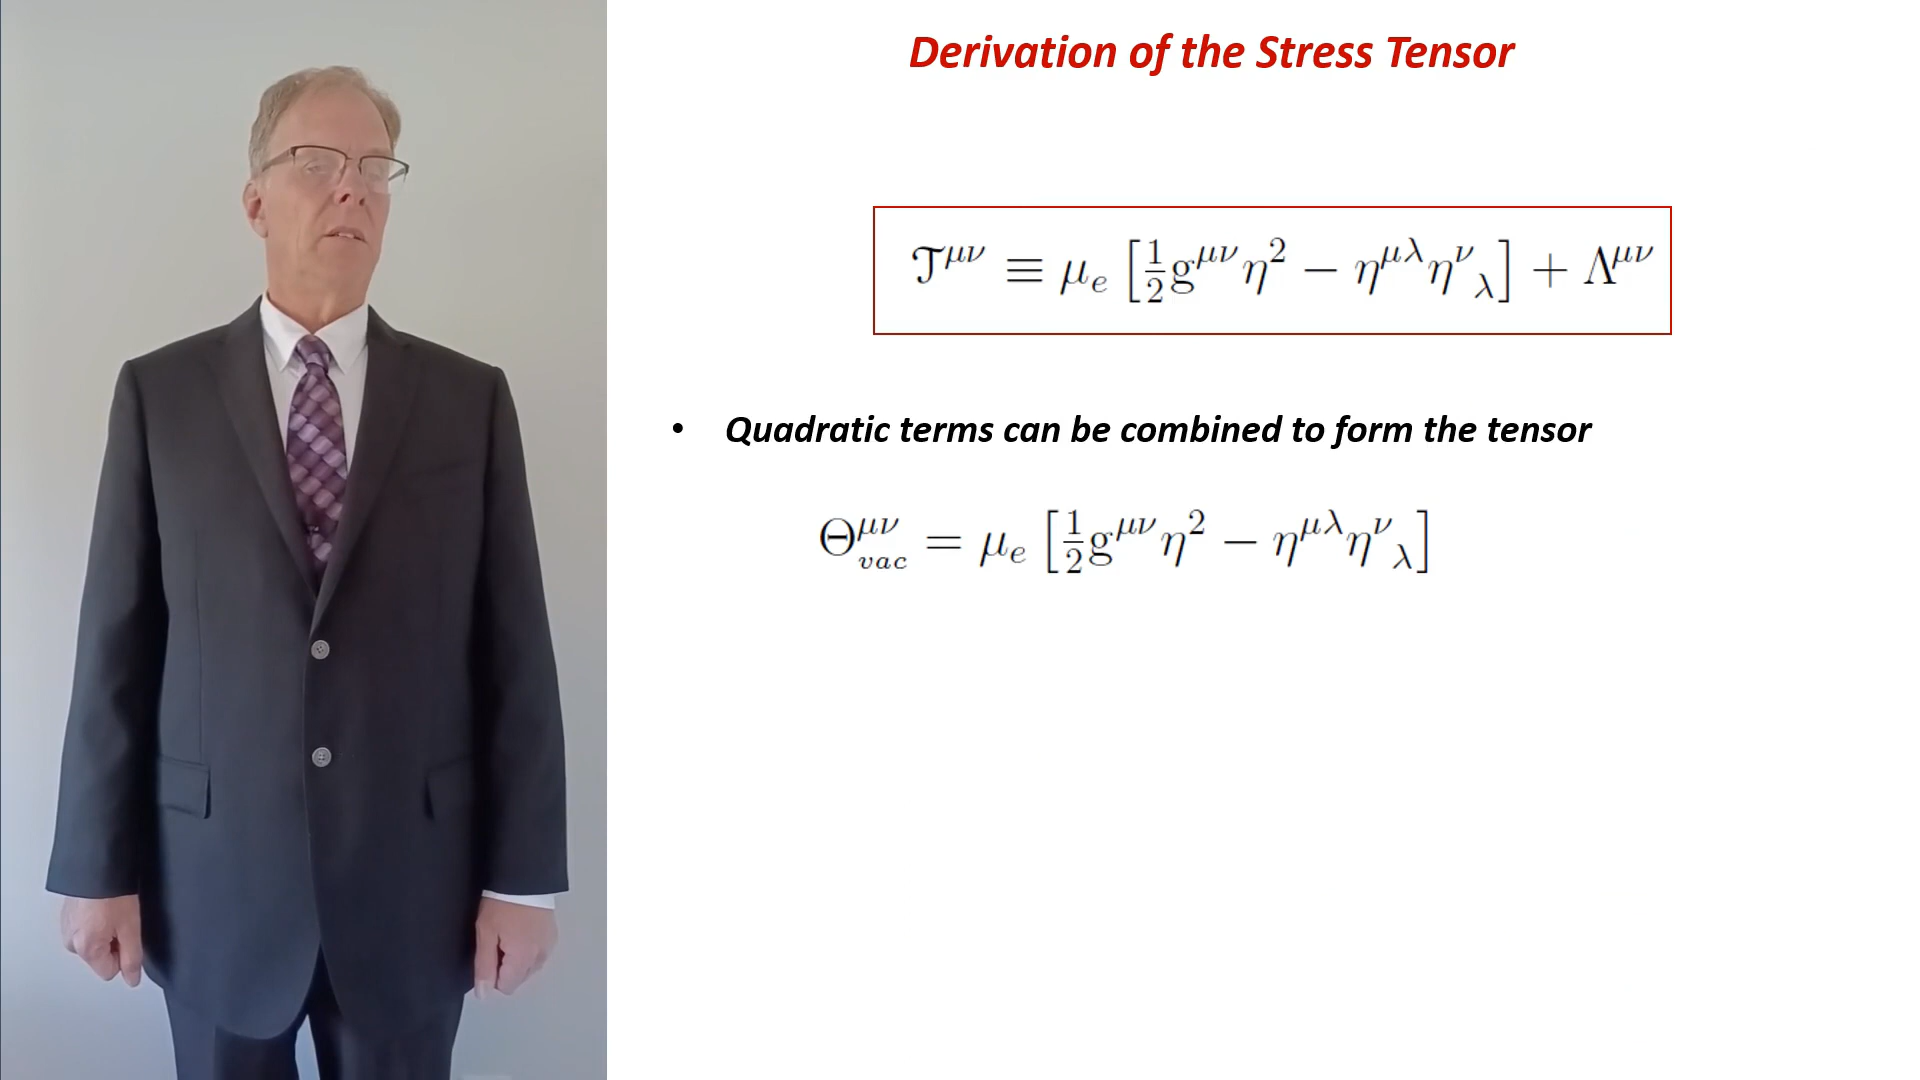 Derivation of the Stress Tensor
𝒯^{μν} ≡ μ_e [½g^{μν}η² − η^{μλ}η^ν_λ] + Λ^{μν}
• Quadratic terms can be combined to form the tensor
Θ^{μν}_{vac} = μ_e [½g^{μν}η² − η^{μλ}η^ν_λ]